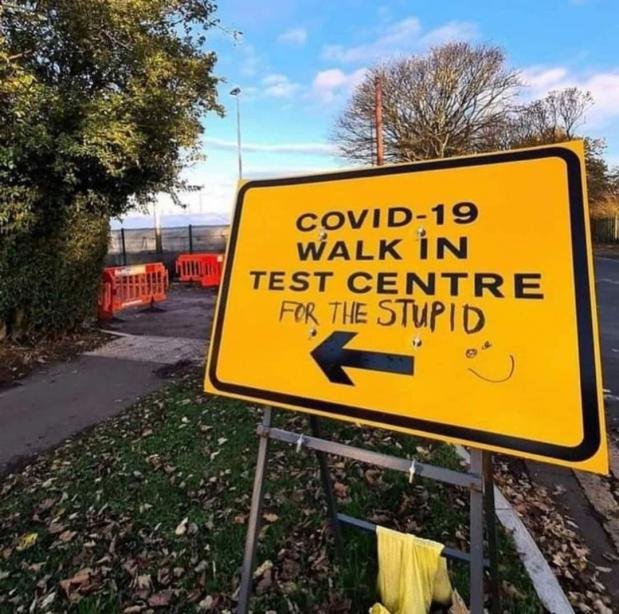 COVID-19
WALK IN
TEST CENTRE
FOR THE STUPID